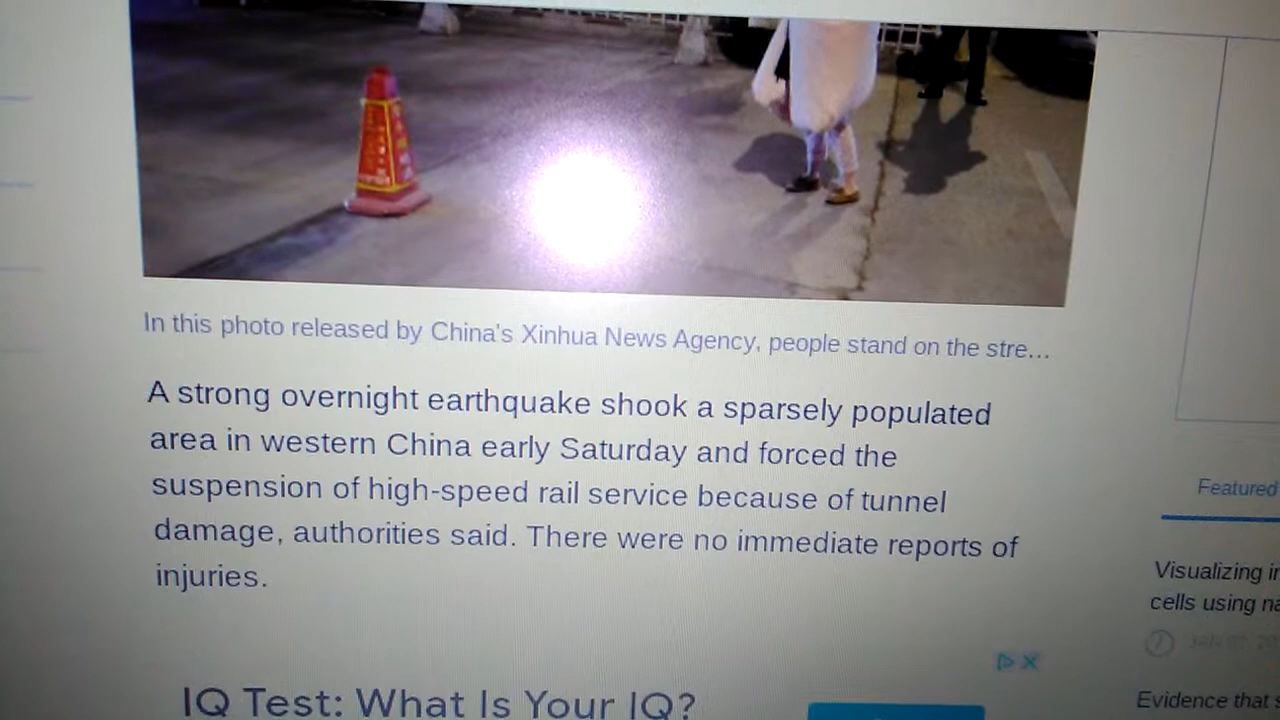 In this photo released by China's Xinhua News Agency, people stand on the stre...
A strong overnight earthquake shook a sparsely populated
area in western China early Saturday and forced the
suspension of high-speed rail service because of tunnel
damage, authorities said. There were no immediate reports of
injuries.
IQ Test: What Is Your IQ?
Featured
Visualizing
cells using
Evidence that